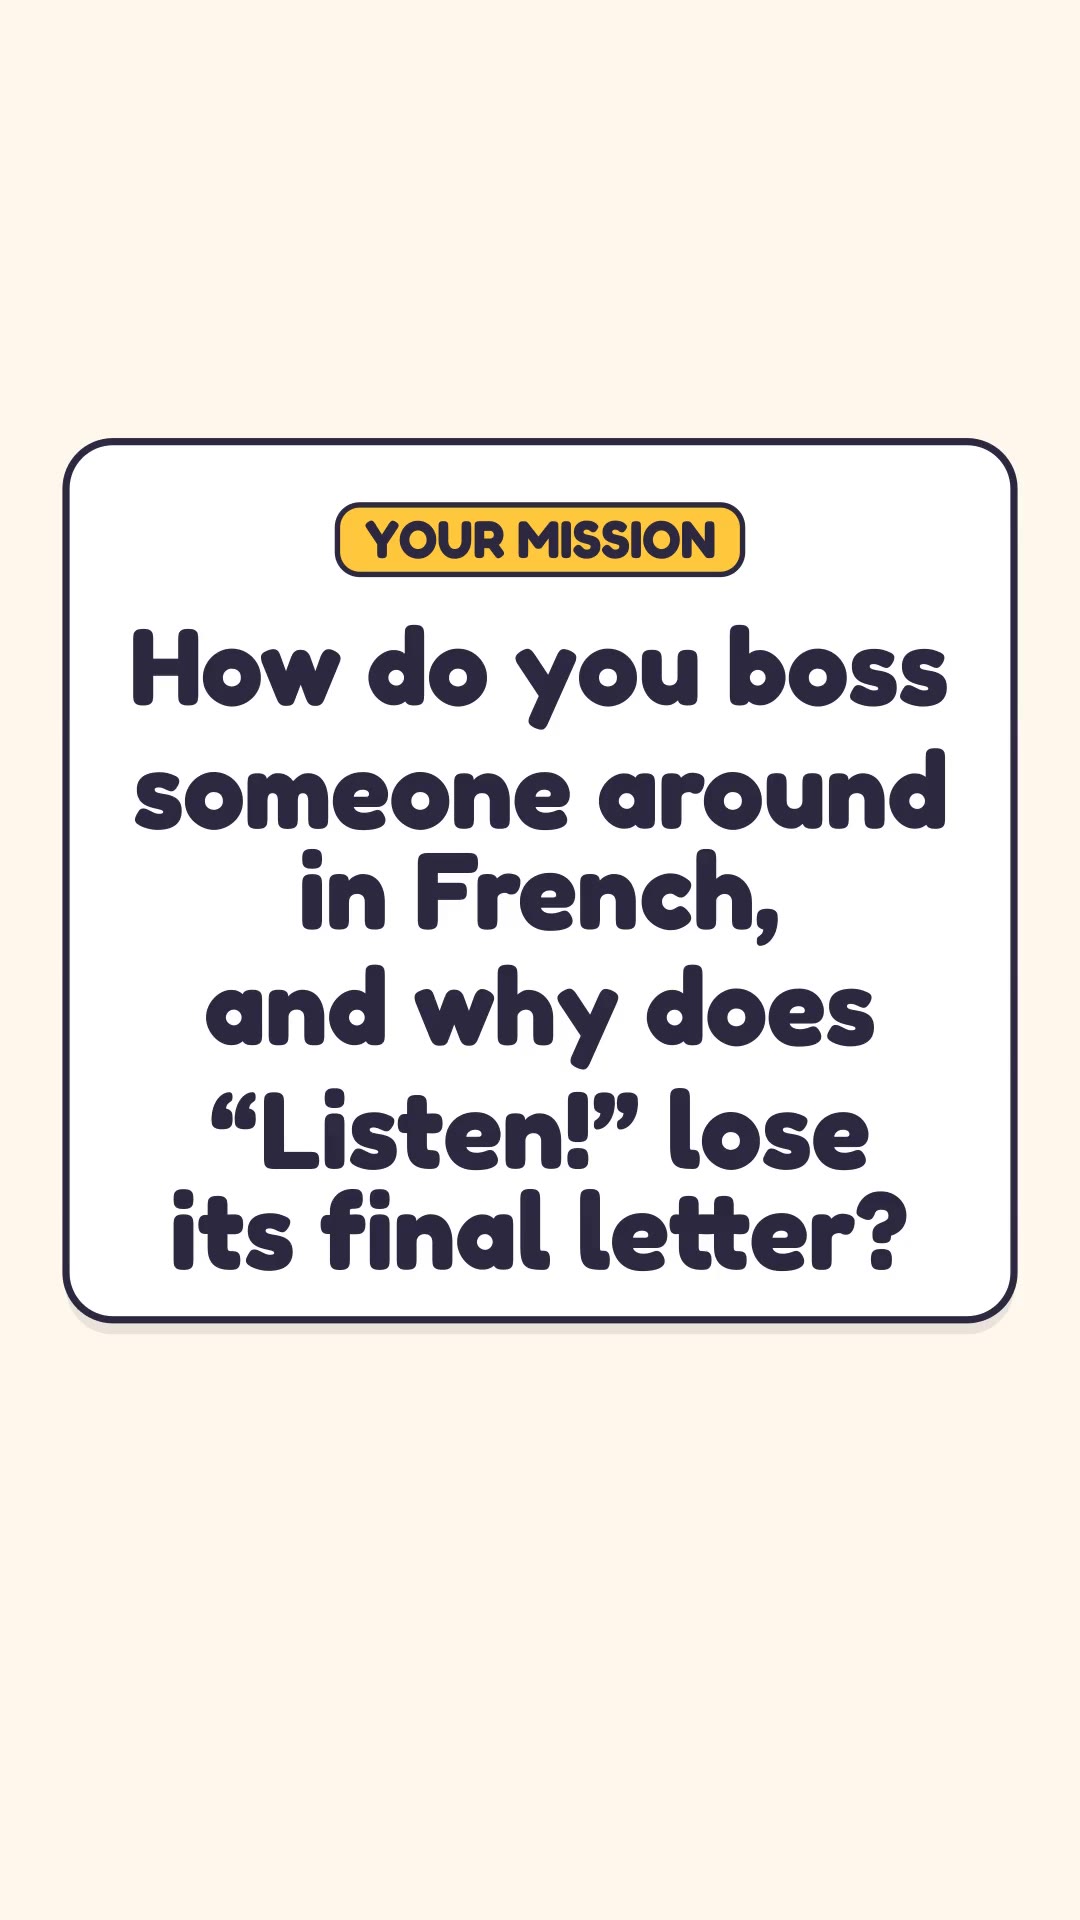 YOUR MISSION
How do you boss
someone around
in French,
and why does
“Listen!” lose
its final letter?